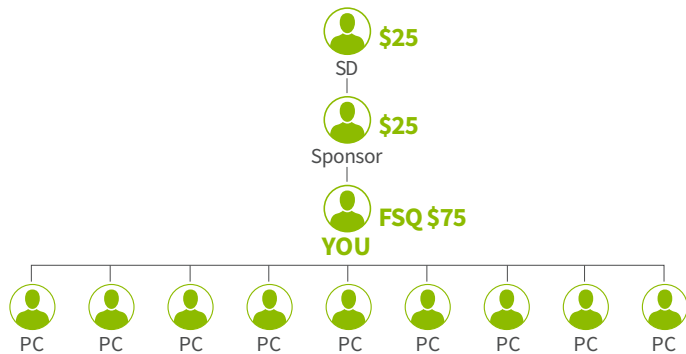 $25
SD
$25
Sponsor
FSQ $75
YOU
PC PC PC PC PC PC PC PC PC